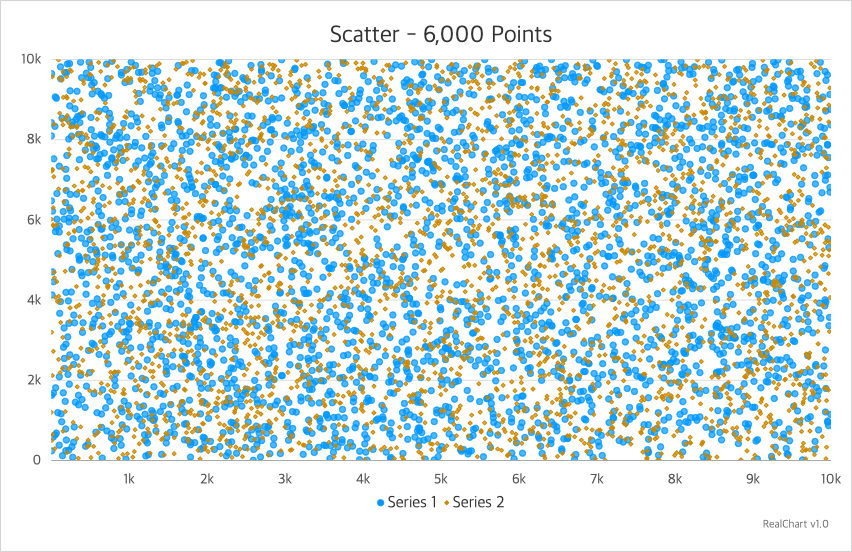 Scatter - 6,000 Points
10k
8k
6k
4k
2k
0
1k 2k 3k 4k 5k 6k 7k 8k 9k 10k
Series 1 Series 2
RealChart v1.0